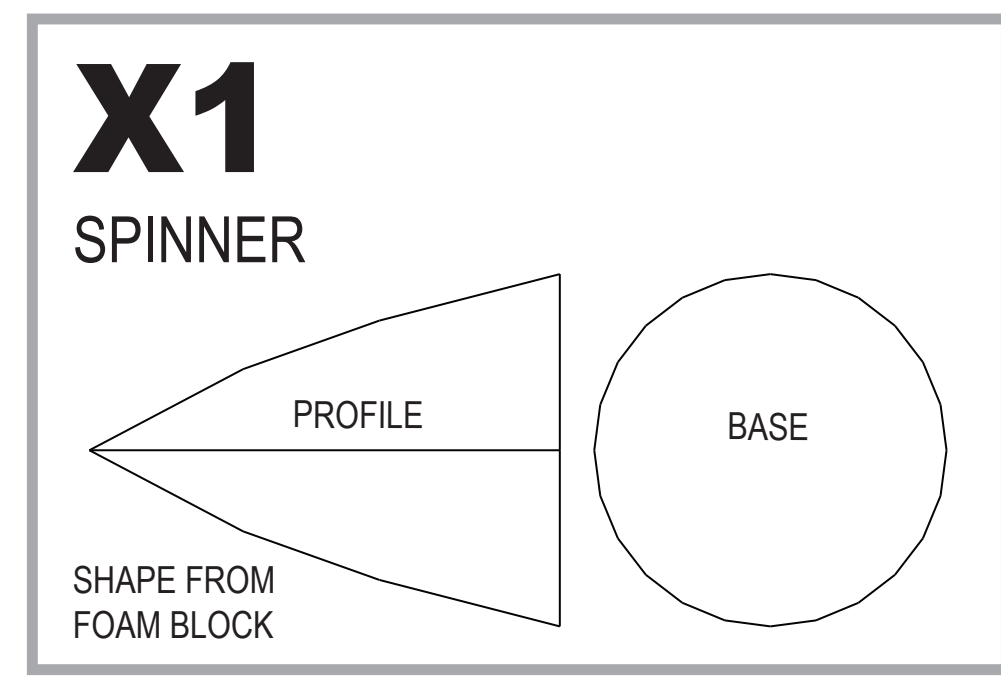 X1
SPINNER
PROFILE
BASE
SHAPE FROM
FOAM BLOCK